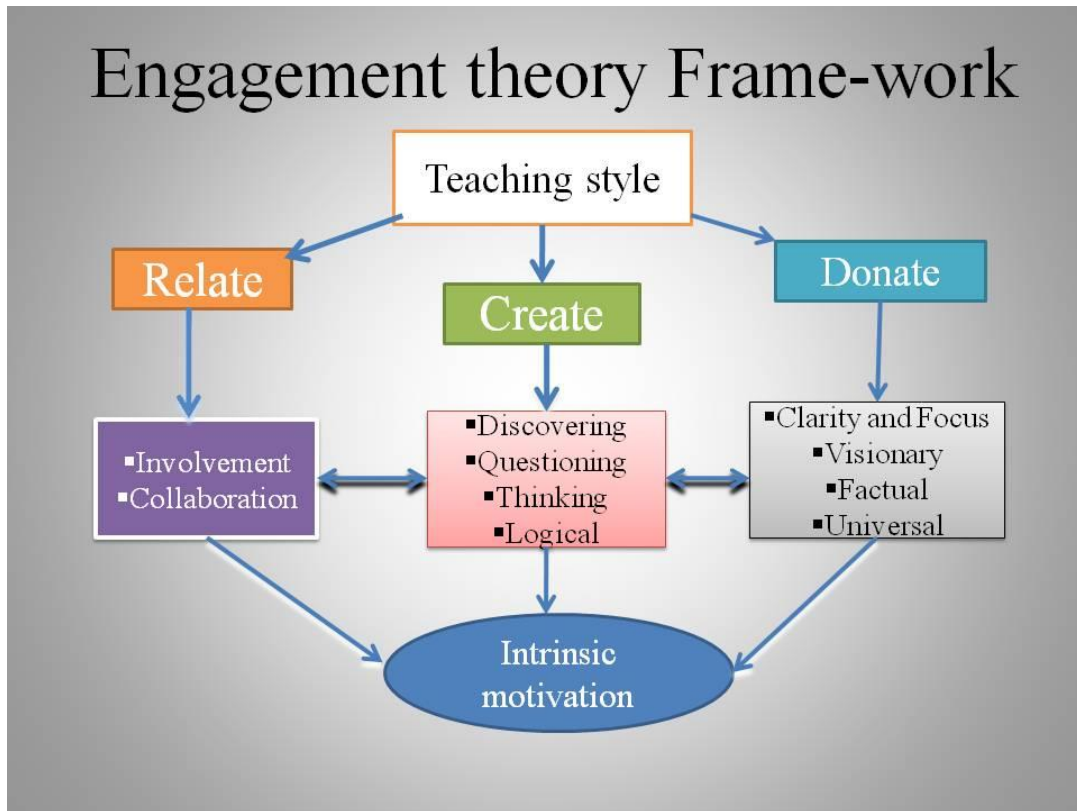 Engagement theory Frame-work
Teaching style
Relate
Create
Donate
▪Involvement
▪Collaboration
▪Discovering
▪Questioning
▪Thinking
▪Logical
▪Clarity and Focus
▪Visionary
▪Factual
▪Universal
Intrinsic
motivation